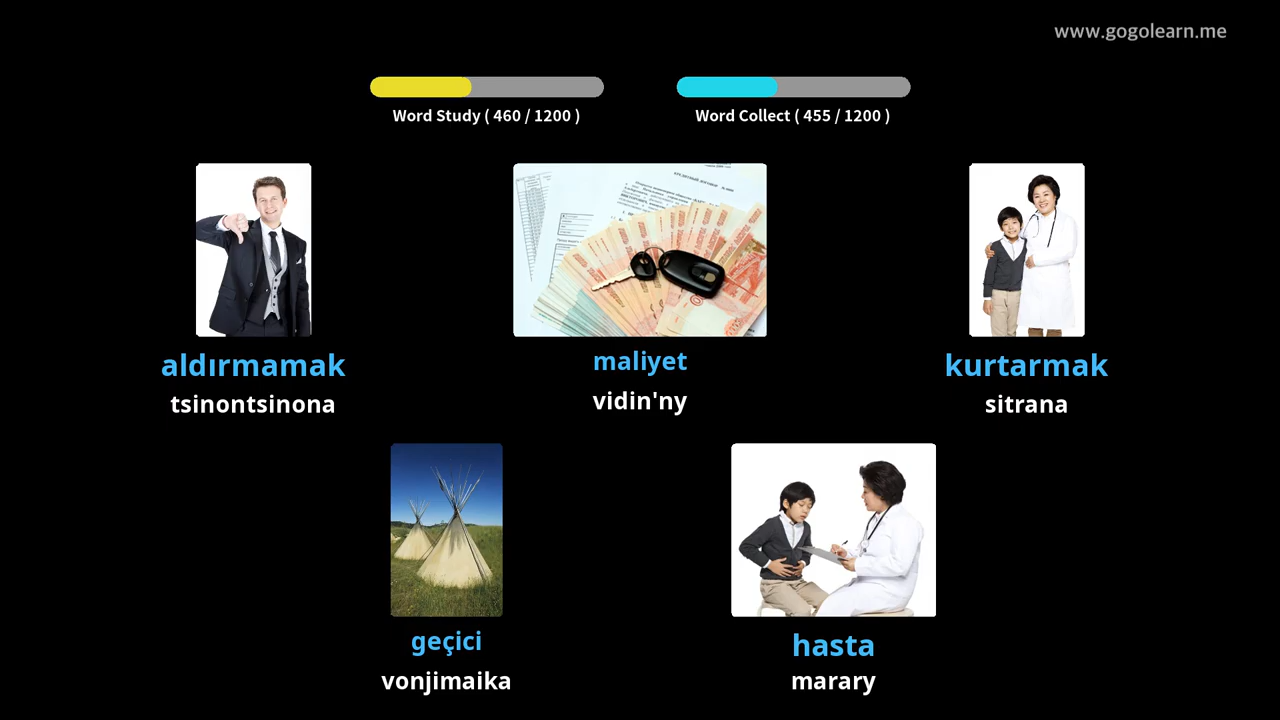 www.gogolearn.me
Word Study ( 460 / 1200 )
Word Collect ( 455 / 1200 )
aldırmamak
tsinontsinona
maliyet
vidin'ny
kurtarmak
sitrana
geçici
vonjimaika
hasta
marary